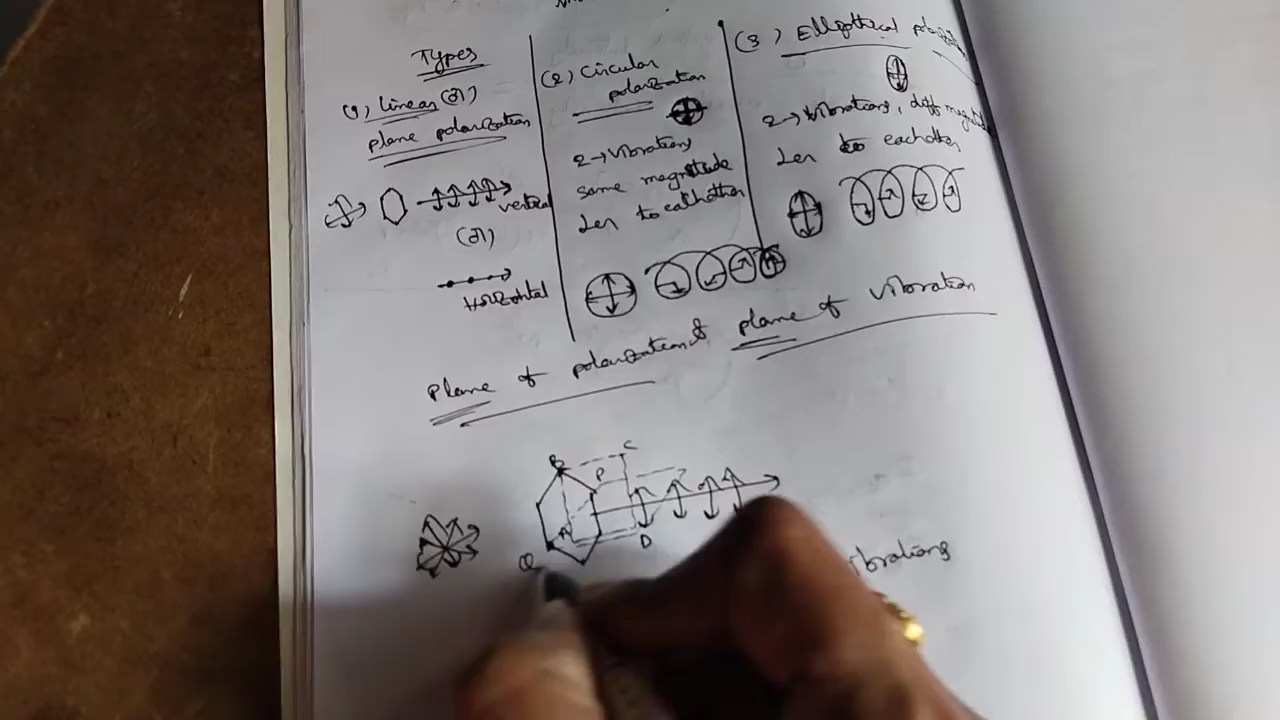 Types
(1) linear (or)
plane polarization
vertical
(or)
Horizontal
(2) Circular
polarization
2→vibrations
same magnitude
Ler to eachother
(3) Elliptical
2→vibrations, diff magnitude
Ler to eachother
Plane of polarization & plane of vibration
B
C
P
A
D
Q
vibrations